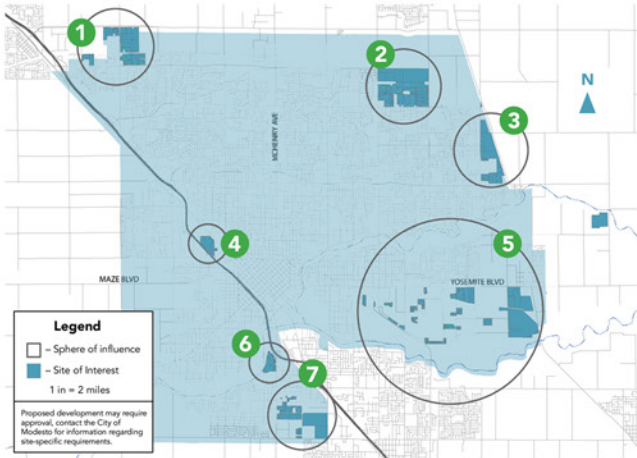 1
2
N
3
MCHENRY AVE
4
5
MAZE BLVD
YOSEMITE BLVD
Legend
– Sphere of influence
– Site of Interest
1 in = 2 miles
Proposed development may require
approval, contact the City of
Modesto for information regarding
site-specific requirements.
6
7